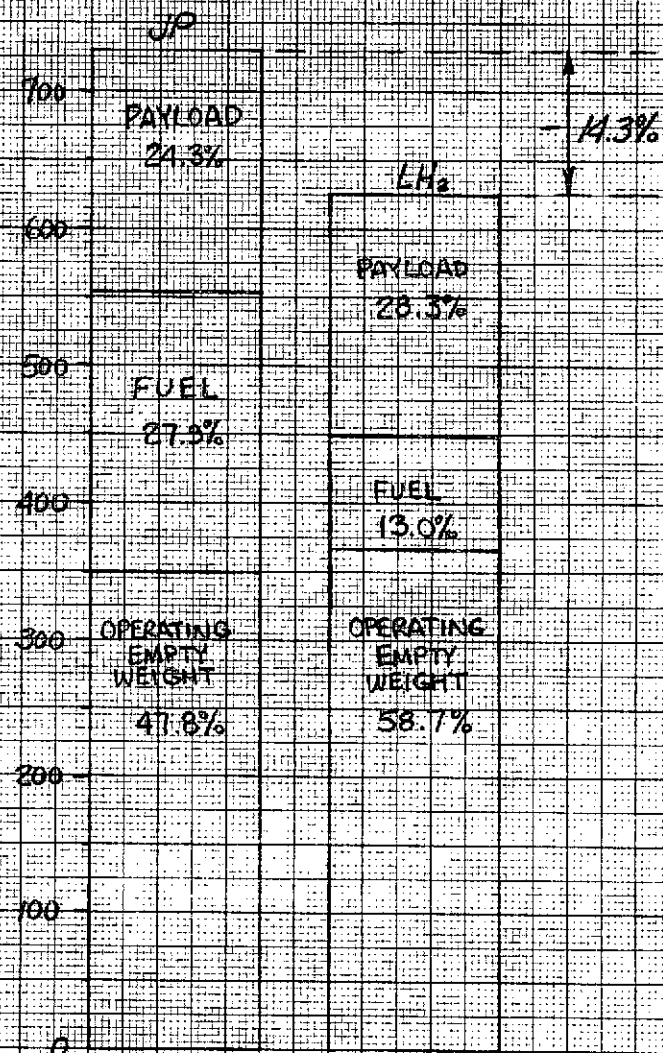 JP
700
PAYLOAD
24.3%
- 14.3%
LH₂
600
PAYLOAD
28.3%
500
FUEL
27.9%
400
FUEL
13.0%
300
OPERATING
EMPTY
WEIGHT
47.8%
OPERATING
EMPTY
WEIGHT
58.7%
200
100
0